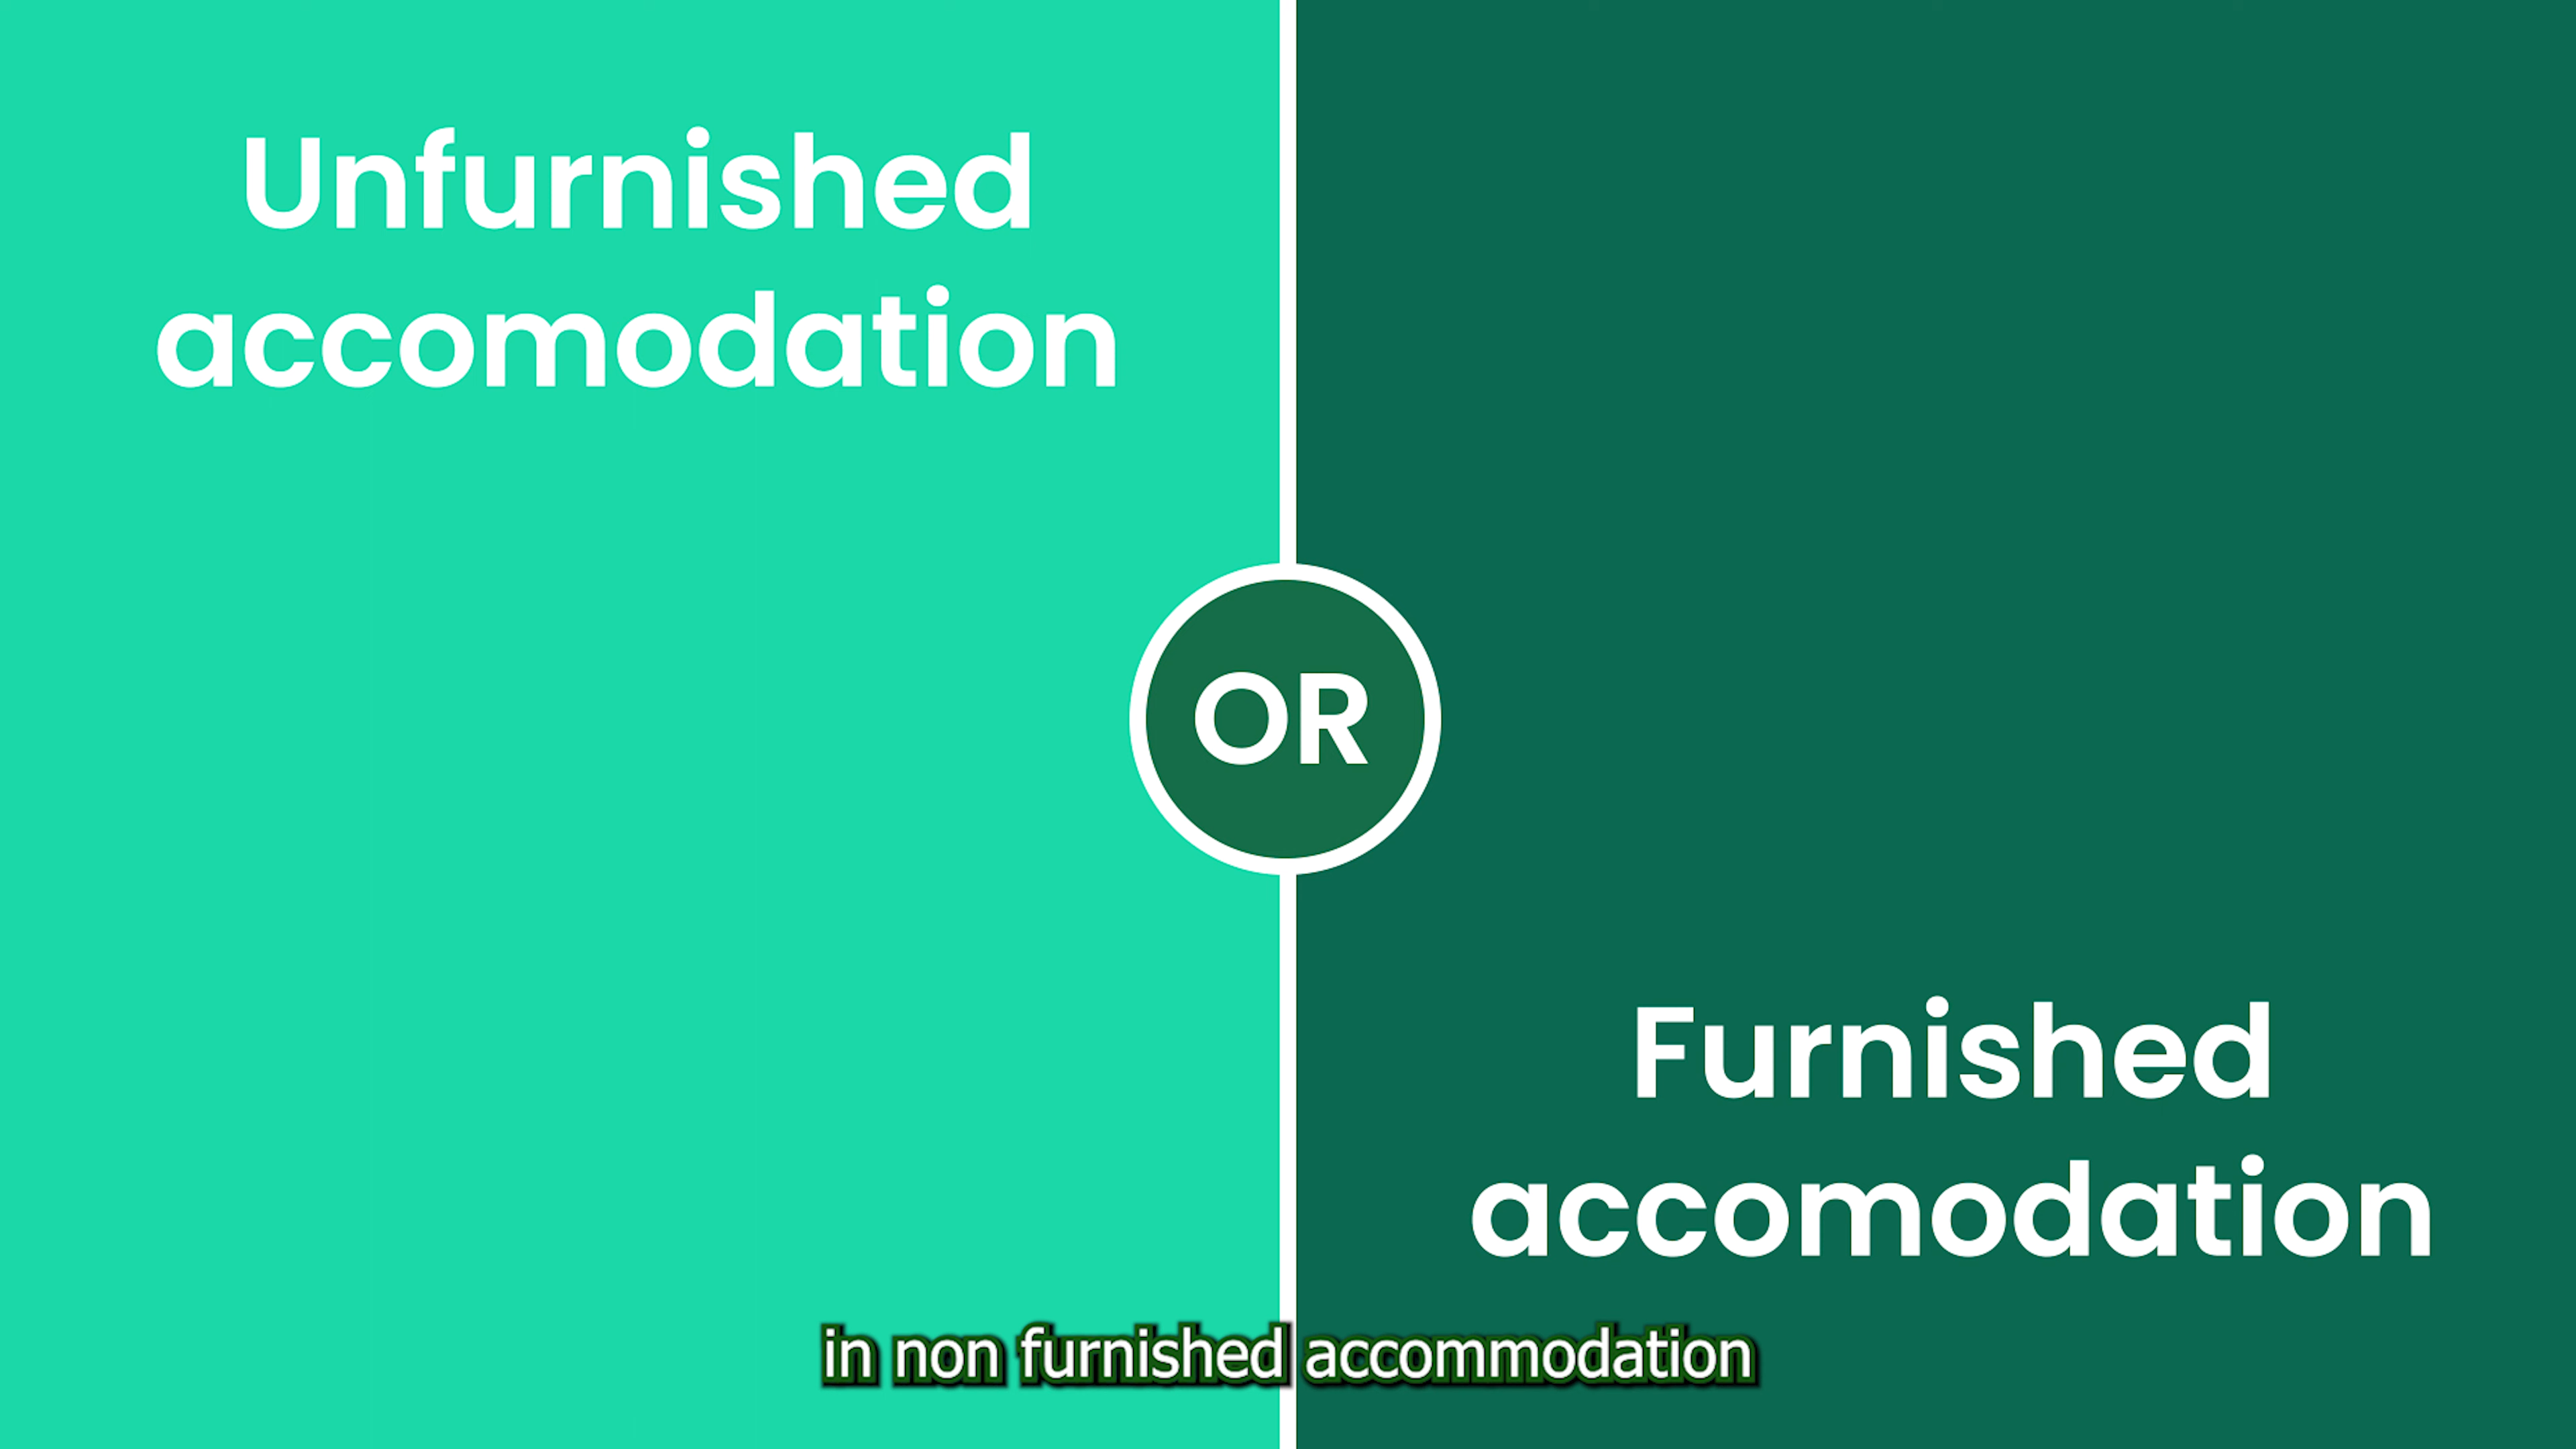 Unfurnished
accomodation
OR
Furnished
accomodation
in non furnished accommodation